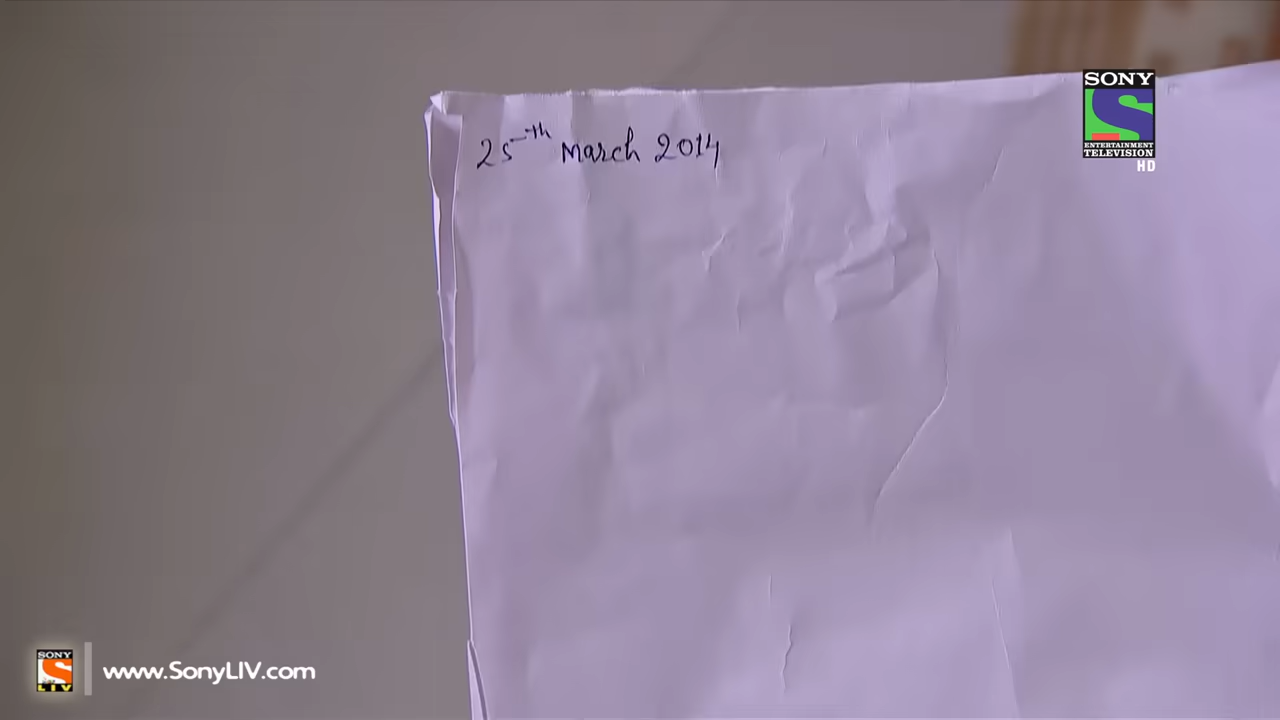 25th March 2014
SONY
ENTERTAINMENT
TELEVISION
HD
SONY
LIV
www.SonyLIV.com